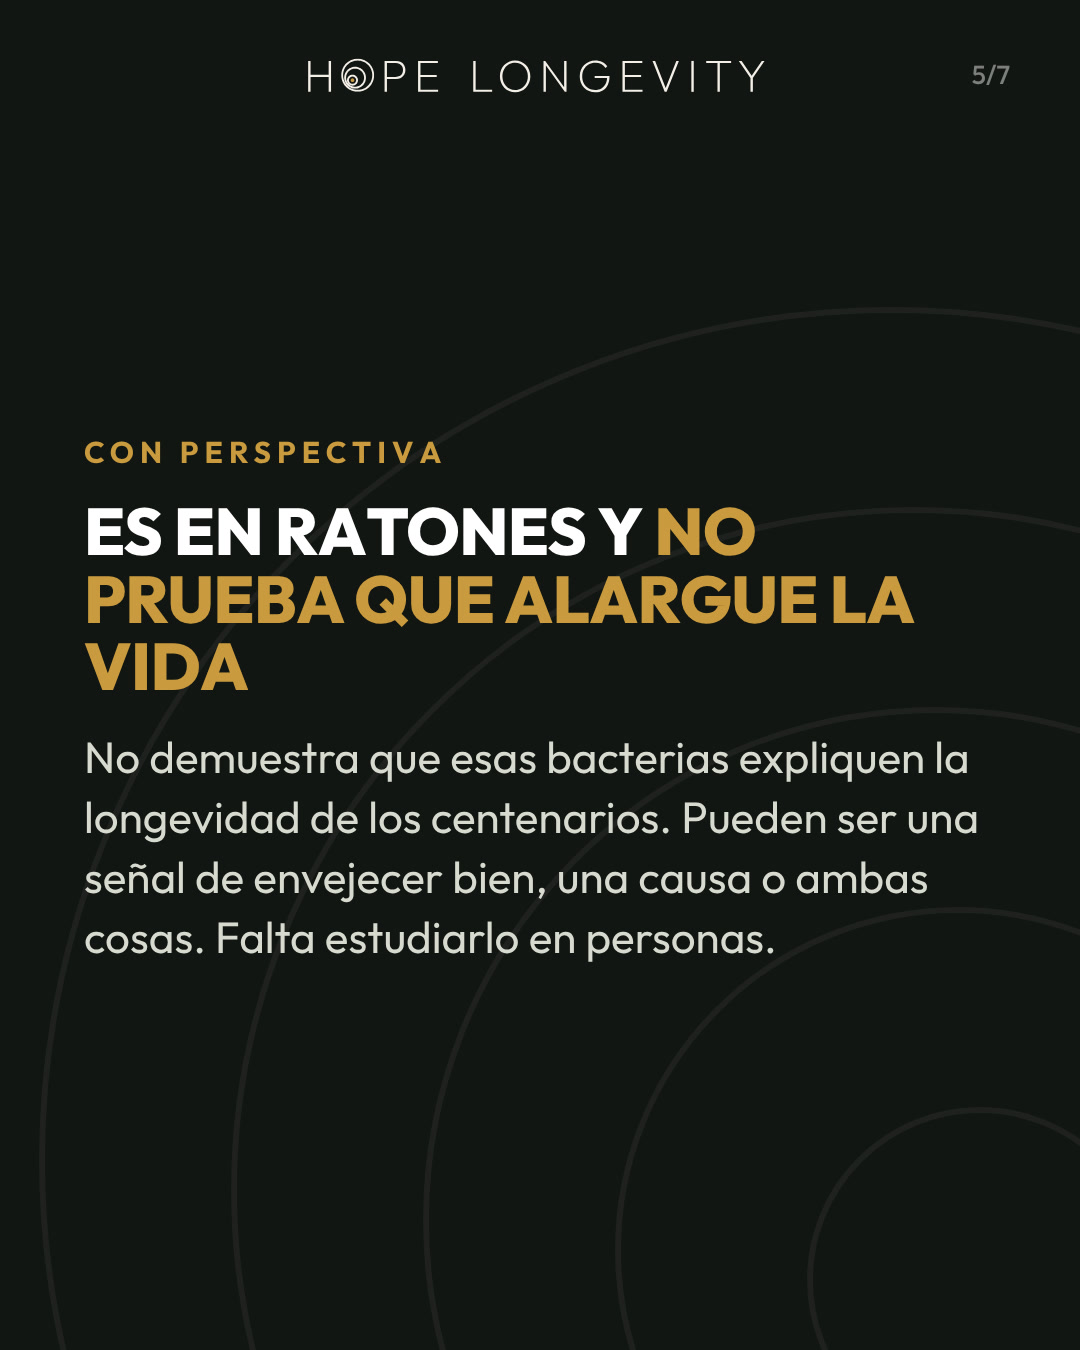 HOPE LONGEVITY
5/7
CON PERSPECTIVA
ES EN RATONES Y NO
PRUEBA QUE ALARGUE LA
VIDA
No demuestra que esas bacterias expliquen la
longevidad de los centenarios. Pueden ser una
señal de envejecer bien, una causa o ambas
cosas. Falta estudiarlo en personas.